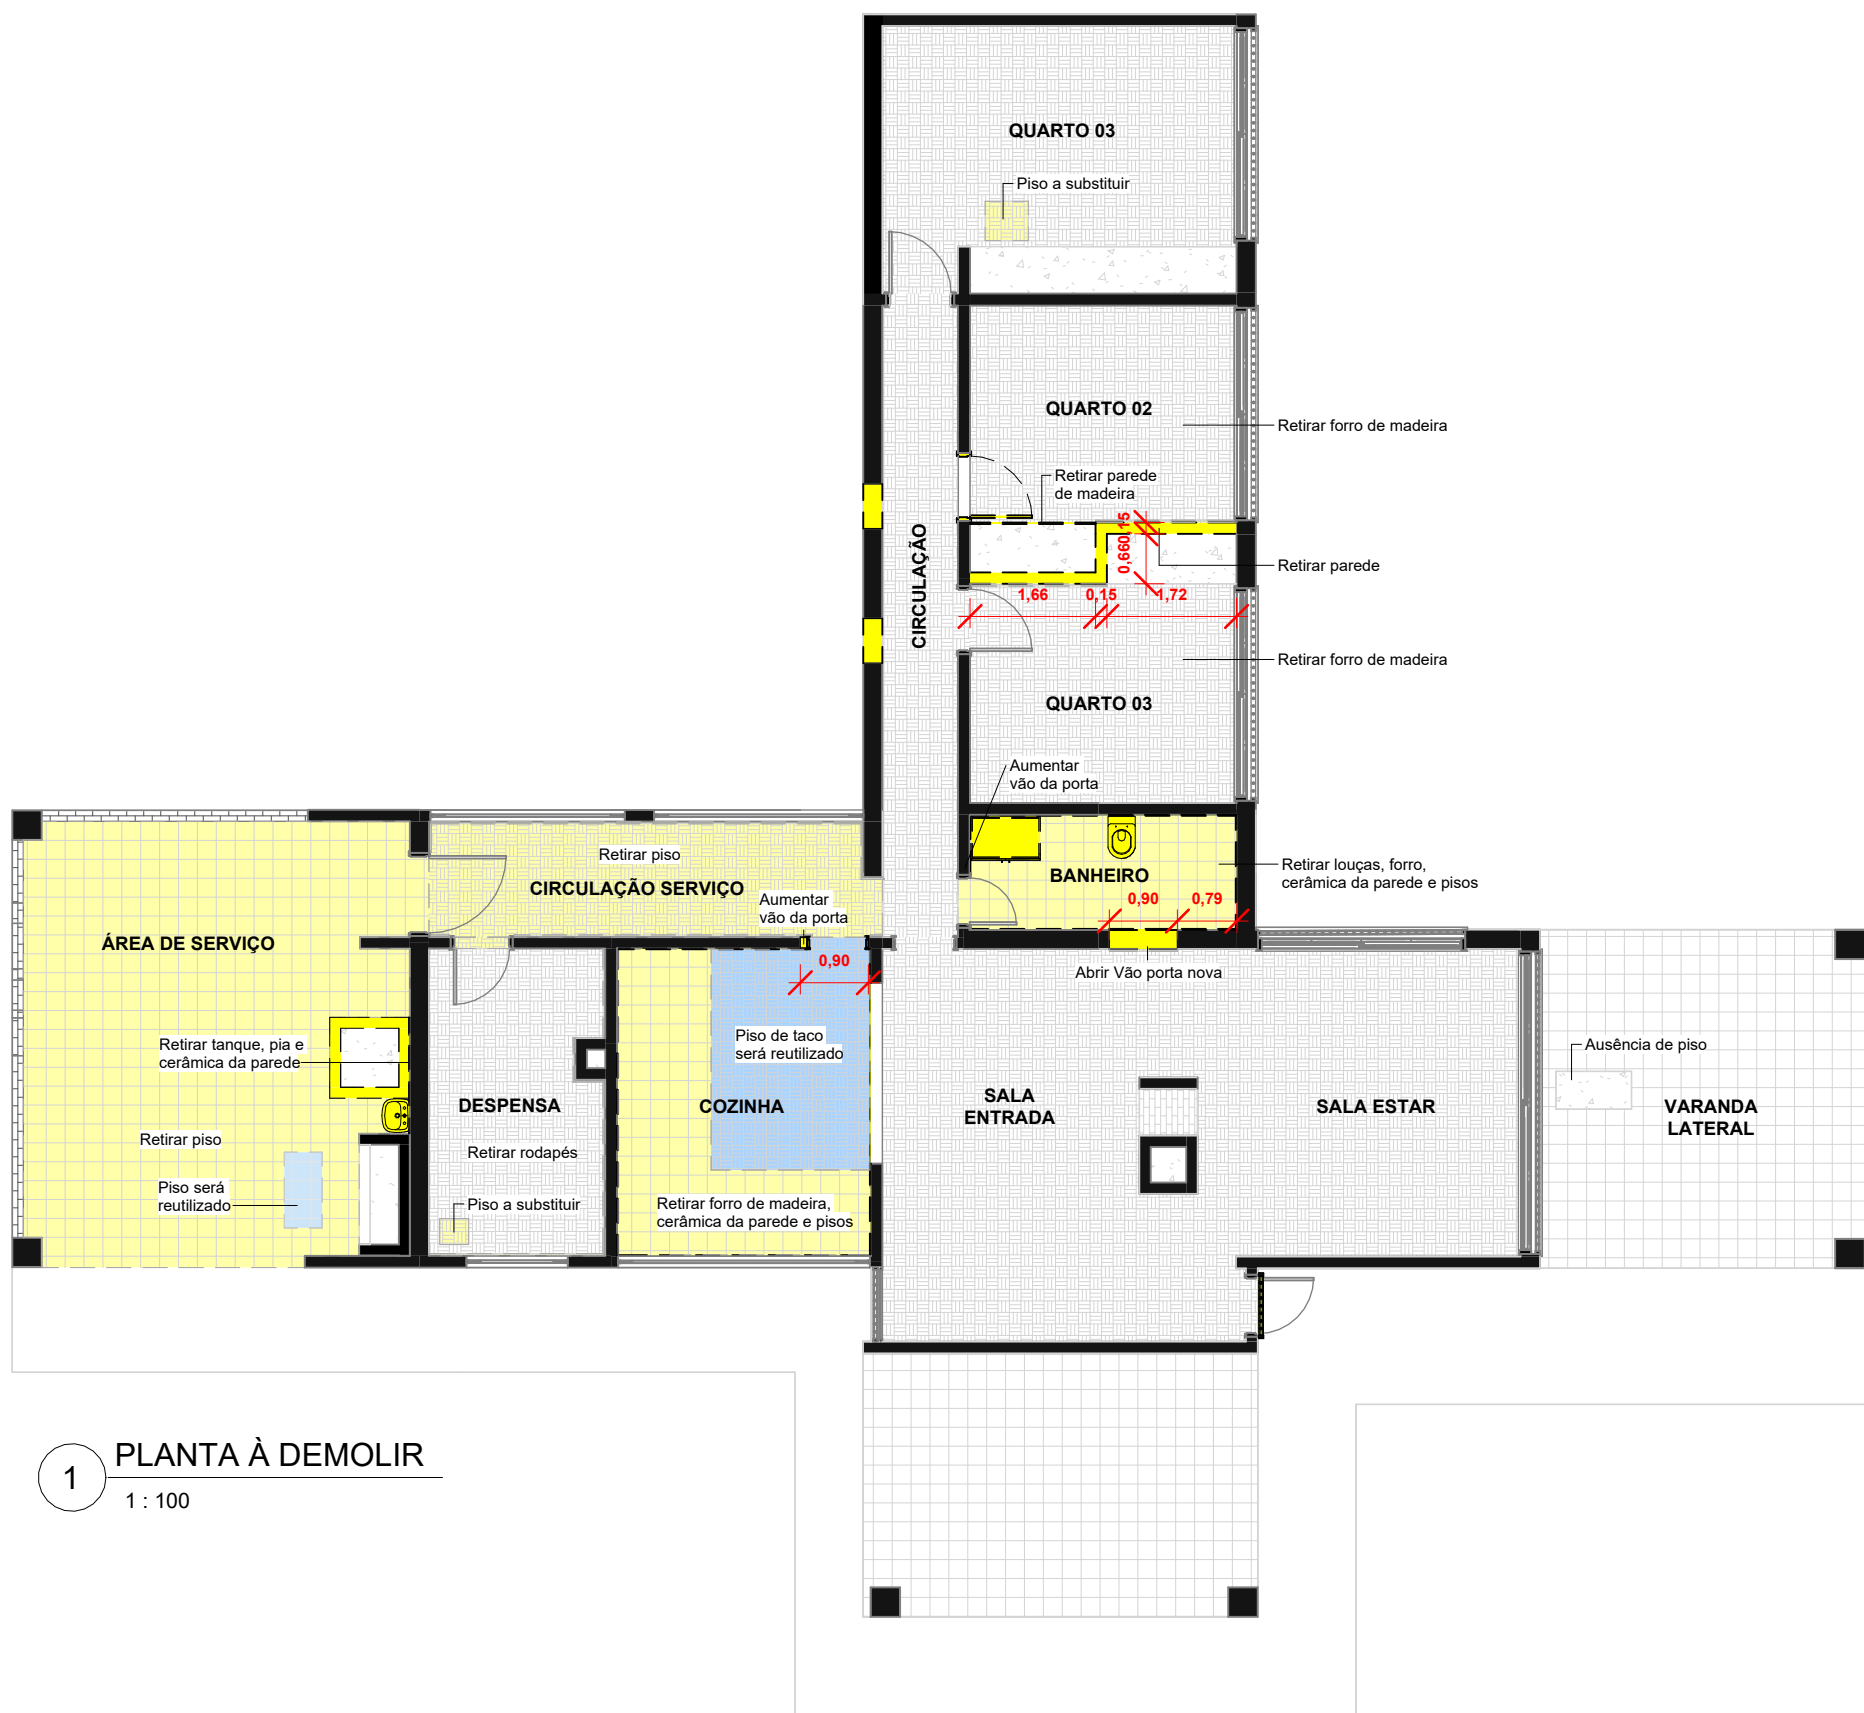 QUARTO 03
Piso a substituir
QUARTO 02
Retirar forro de madeira
Retirar parede
de madeira
0,15
0,66
Retirar parede
1,66
0,15
1,72
CIRCULAÇÃO
Retirar forro de madeira
QUARTO 03
Aumentar
vão da porta
Retirar piso
CIRCULAÇÃO SERVIÇO
Aumentar
vão da porta
BANHEIRO
Retirar louças, forro,
cerâmica da parede e pisos
0,90
0,79
ÁREA DE SERVIÇO
0,90
Abrir Vão porta nova
Retirar tanque, pia e
cerâmica da parede
Piso de taco
será reutilizado
Ausência de piso
DESPENSA
COZINHA
SALA
ENTRADA
SALA ESTAR
VARANDA
LATERAL
Retirar piso
Retirar rodapés
Piso será
reutilizado
Piso a substituir
Retirar forro de madeira,
cerâmica da parede e pisos
1
PLANTA À DEMOLIR
1 : 100